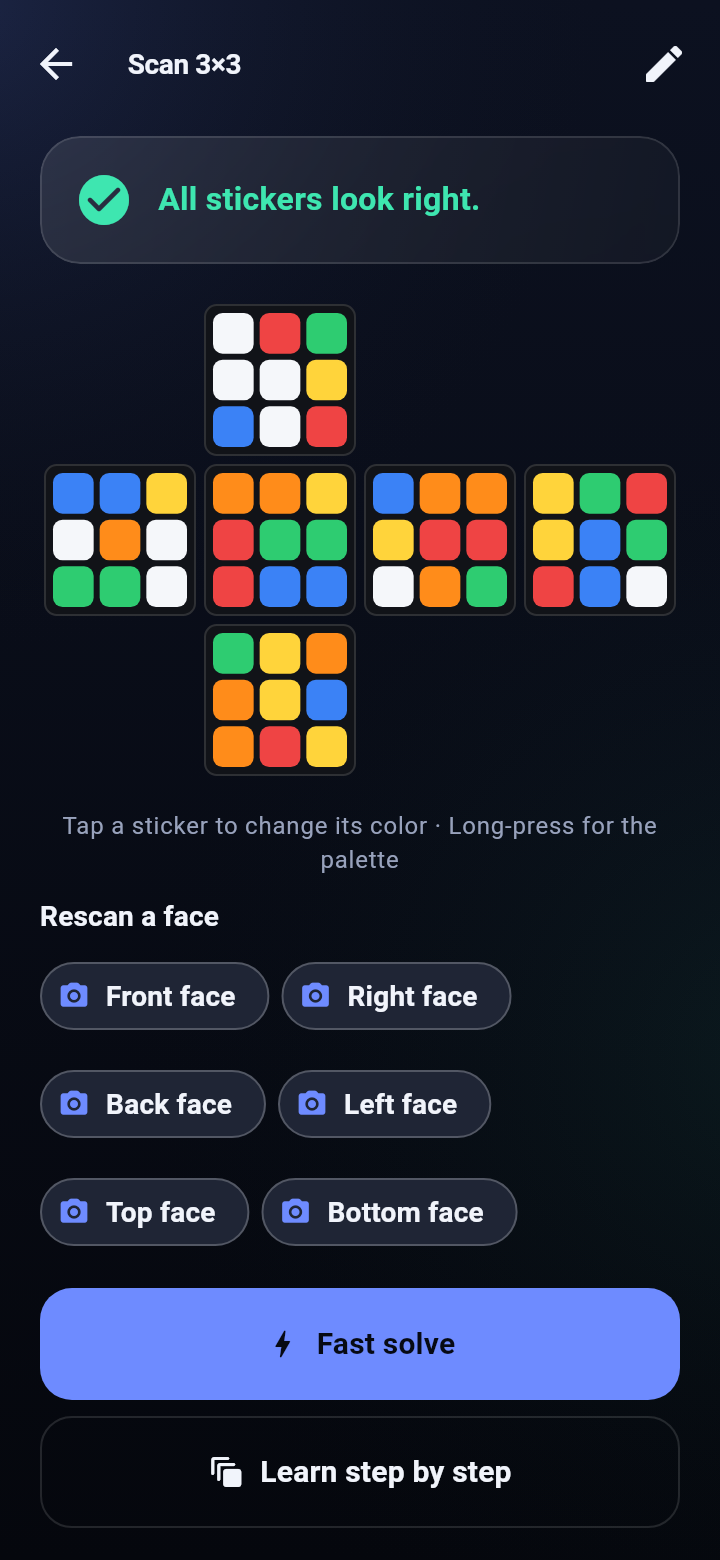 Scan 3×3
All stickers look right.
Tap a sticker to change its color · Long-press for the
palette
Rescan a face
Front face
Right face
Back face
Left face
Top face
Bottom face
Fast solve
Learn step by step